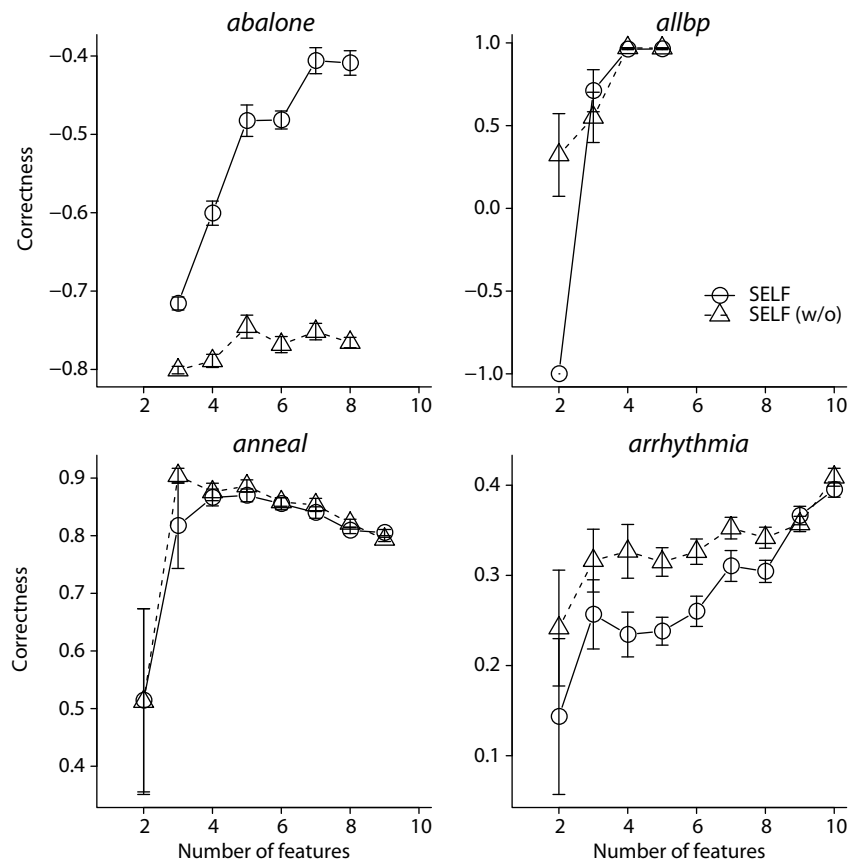 abalone
−0.4
−0.5
−0.6
−0.7
−0.8
Correctness
2 4 6 8 10
allbp
1.0
0.5
0.0
−0.5
−1.0
SELF
SELF (w/o)
2 4 6 8 10
anneal
0.9
0.8
0.7
0.6
0.5
0.4
Correctness
2 4 6 8 10
Number of features
arrhythmia
0.4
0.3
0.2
0.1
2 4 6 8 10
Number of features